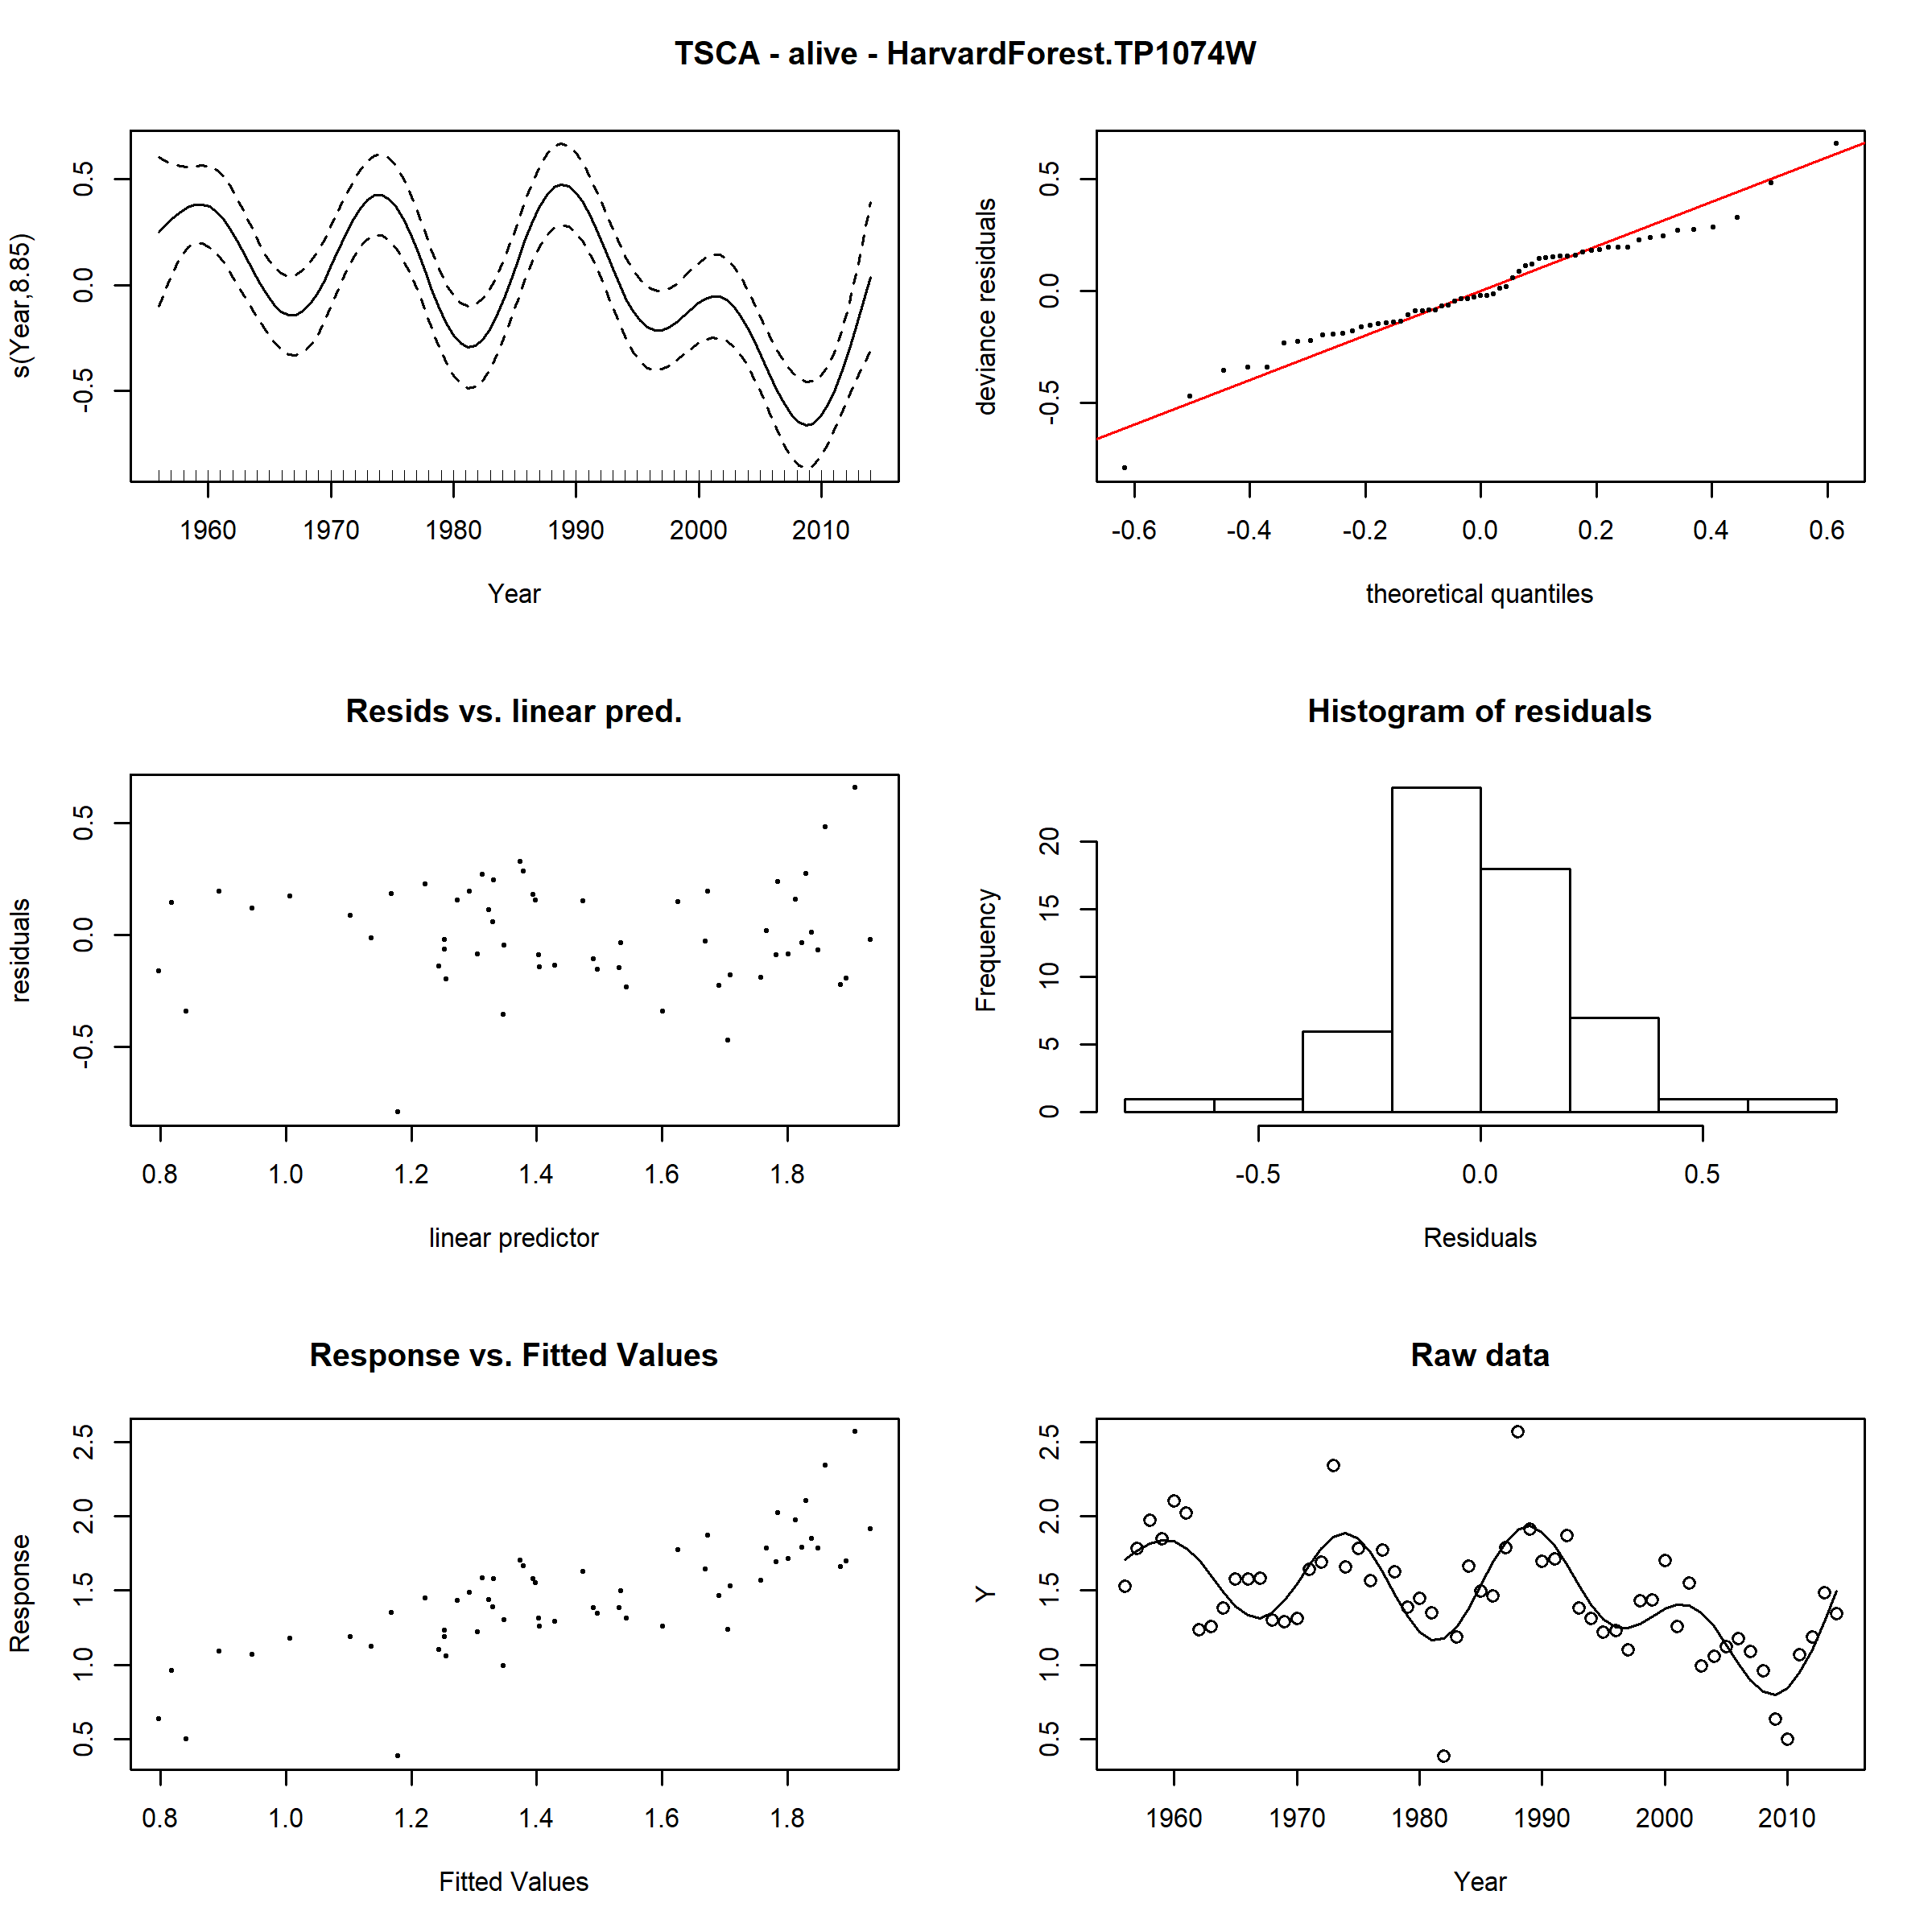 TSCA - alive - HarvardForest.TP1074W
s(Year,8.85)
0.5
0.0
-0.5
1960 1970 1980 1990 2000 2010
Year
deviance residuals
0.5
0.0
-0.5
-0.6 -0.4 -0.2 0.0 0.2 0.4 0.6
theoretical quantiles
Resids vs. linear pred.
residuals
0.5
0.0
-0.5
0.8 1.0 1.2 1.4 1.6 1.8
linear predictor
Histogram of residuals
Frequency
20
15
10
5
0
-0.5 0.0 0.5
Residuals
Response vs. Fitted Values
Response
2.5
2.0
1.5
1.0
0.5
0.8 1.0 1.2 1.4 1.6 1.8
Fitted Values
Raw data
Y
2.5
2.0
1.5
1.0
0.5
1960 1970 1980 1990 2000 2010
Year